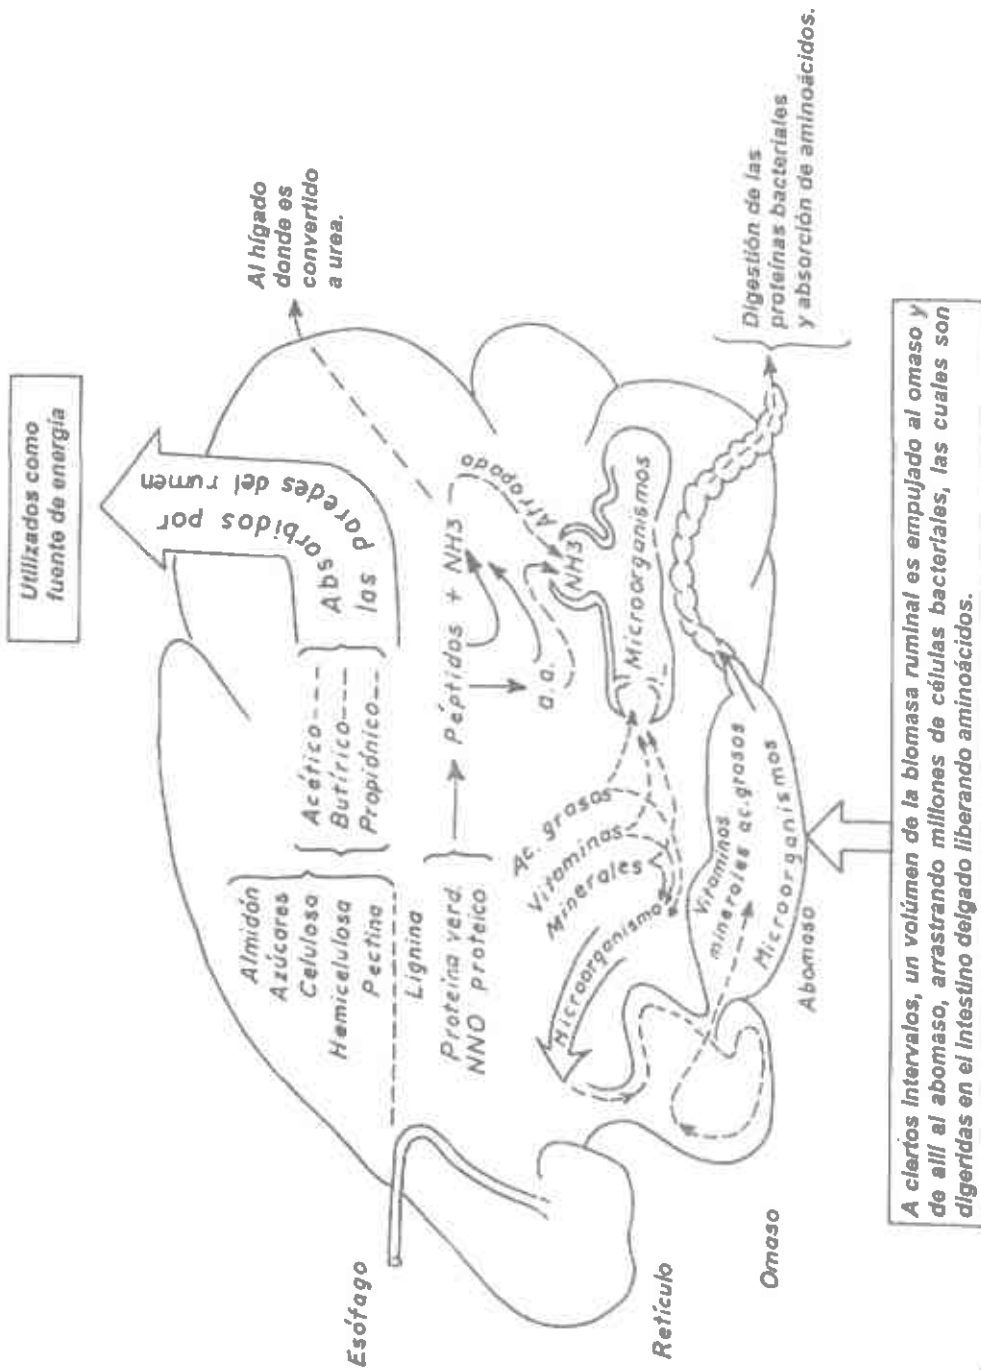 Utilizados como
fuente de energía
Al hígado
donde es
convertido
a urea.
Absorbidos por
las paredes del rumen
Almidón
Azúcares
Celulosa
Hemicelulosa
Pectina
Acético
Butírico
Propiónico
Lignina
Proteína verd.
NNO proteico
Péptidos + NH3
a.a.
Atrapado
NH3
Microorganismos
Ac. grasos
Vitaminas
Minerales
Microorganismo
Esófago
Retículo
Omaso
Abomaso
Vitaminas
minerales ac.grasos
Microorganismos
Digestión de las
proteínas bacteriales
y absorción de aminoácidos.
A ciertos intervalos, un volúmen de la biomasa ruminal es empujado al omaso y
de allí al abomaso, arrastrando millones de células bacteriales, las cuales son
digeridas en el intestino delgado liberando aminoácidos.